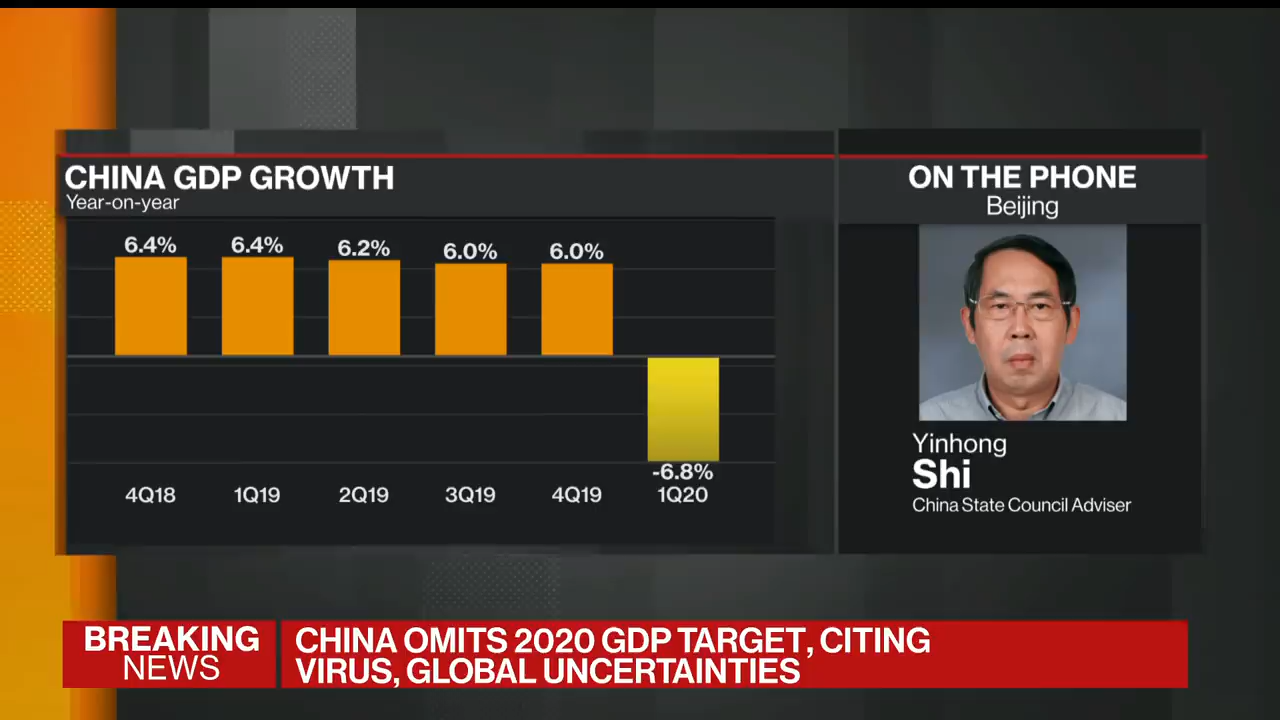 CHINA GDP GROWTH
Year-on-year
6.4%
6.4%
6.2%
6.0%
6.0%
-6.8%
4Q18
1Q19
2Q19
3Q19
4Q19
1Q20
ON THE PHONE
Beijing
Yinhong
Shi
China State Council Adviser
BREAKING
NEWS
CHINA OMITS 2020 GDP TARGET, CITING
VIRUS, GLOBAL UNCERTAINTIES